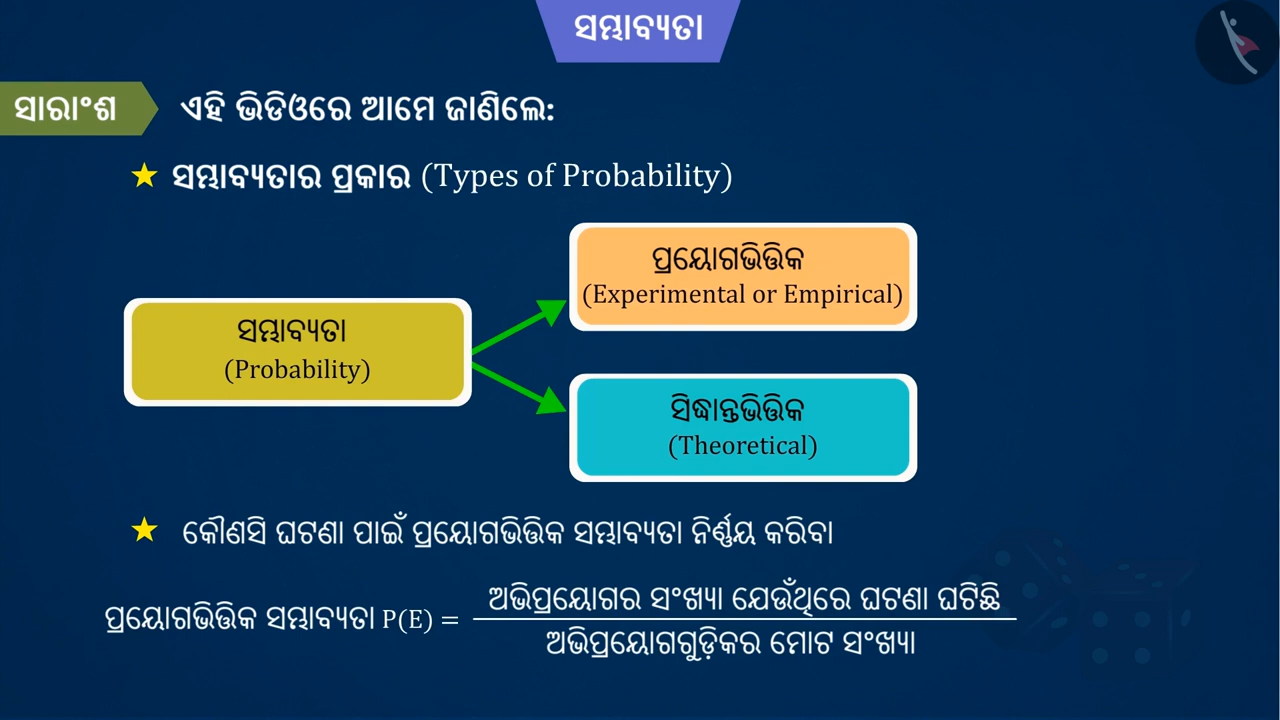 ସମ୍ଭାବ୍ୟତା
ସାରାଂଶ
ଏହି ଭିଡିଓରେ ଆମେ ଜାଣିଲେ:
ସମ୍ଭାବ୍ୟତାର ପ୍ରକାର (Types of Probability)
ପ୍ରୟୋଗଭିତ୍ତିକ
(Experimental or Empirical)
ସମ୍ଭାବ୍ୟତା
(Probability)
ସିଦ୍ଧାନ୍ତଭିତ୍ତିକ
(Theoretical)
କୌଣସି ଘଟଣା ପାଇଁ ପ୍ରୟୋଗଭିତ୍ତିକ ସମ୍ଭାବ୍ୟତା ନିର୍ଣ୍ଣୟ କରିବା
ପ୍ରୟୋଗଭିତ୍ତିକ ସମ୍ଭାବ୍ୟତା P(E) =
ଅଭିପ୍ରୟୋଗର ସଂଖ୍ୟା ଯେଉଁଥିରେ ଘଟଣା ଘଟିଛି
ଅଭିପ୍ରୟୋଗଗୁଡ଼ିକର ମୋଟ ସଂଖ୍ୟା